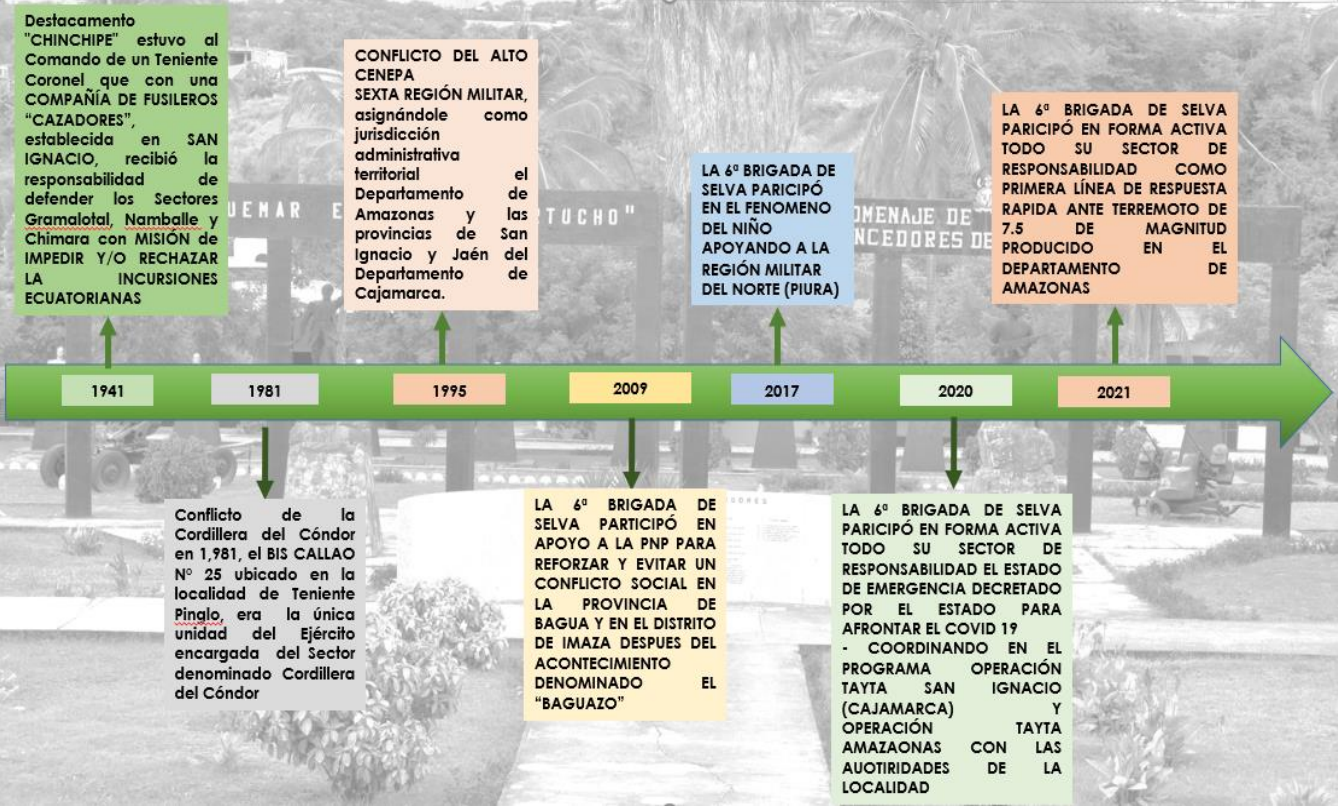 Destacamento
"CHINCHIPE" estuvo al
Comando de un Teniente
Coronel que con una
COMPAÑÍA DE FUSILEROS
“CAZADORES”,
establecida en SAN
IGNACIO, recibió la
responsabilidad de
defender los Sectores
Gramalotal, Namballe y
Chimara con MISIÓN de
IMPEDIR Y/O RECHAZAR
LA INCURSIONES
ECUATORIANAS
CONFLICTO DEL ALTO
CENEPA
SEXTA REGIÓN MILITAR,
asignándole como
jurisdicción
administrativa
territorial el
Departamento de
Amazonas y las
provincias de San
Ignacio y Jaén del
Departamento de
Cajamarca.
LA 6ª BRIGADA DE
SELVA PARICIPÓ
EN EL FENOMENO
DEL NIÑO
APOYANDO A LA
REGIÓN MILITAR
DEL NORTE (PIURA)
LA 6ª BRIGADA DE SELVA
PARICIPÓ EN FORMA ACTIVA
TODO SU SECTOR DE
RESPONSABILIDAD COMO
PRIMERA LÍNEA DE RESPUESTA
RAPIDA ANTE TERREMOTO DE
7.5 DE MAGNITUD
PRODUCIDO EN EL
DEPARTAMENTO DE
AMAZONAS
UEMAR E
TUCHO"
OMENAJE DE
NCEDORES DE
1941
1981
1995
2009
2017
2020
2021
Conflicto de la
Cordillera del Cóndor
en 1,981, el BIS CALLAO
N° 25 ubicado en la
localidad de Teniente
Pinglo, era la única
unidad del Ejército
encargada del Sector
denominado Cordillera
del Cóndor
LA 6ª BRIGADA DE
SELVA PARTICIPÓ EN
APOYO A LA PNP PARA
REFORZAR Y EVITAR UN
CONFLICTO SOCIAL EN
LA PROVINCIA DE
BAGUA Y EN EL DISTRITO
DE IMAZA DESPUES DEL
ACONTECIMIENTO
DENOMINADO EL
“BAGUAZO”
LA 6ª BRIGADA DE SELVA
PARICIPÓ EN FORMA ACTIVA
TODO SU SECTOR DE
RESPONSABILIDAD EL ESTADO
DE EMERGENCIA DECRETADO
POR EL ESTADO PARA
AFRONTAR EL COVID 19
- COORDINANDO EN EL
PROGRAMA OPERACIÓN
TAYTA SAN IGNACIO
(CAJAMARCA) Y
OPERACIÓN TAYTA
AMAZAONAS CON LAS
AUOTIRIDADES DE LA
LOCALIDAD